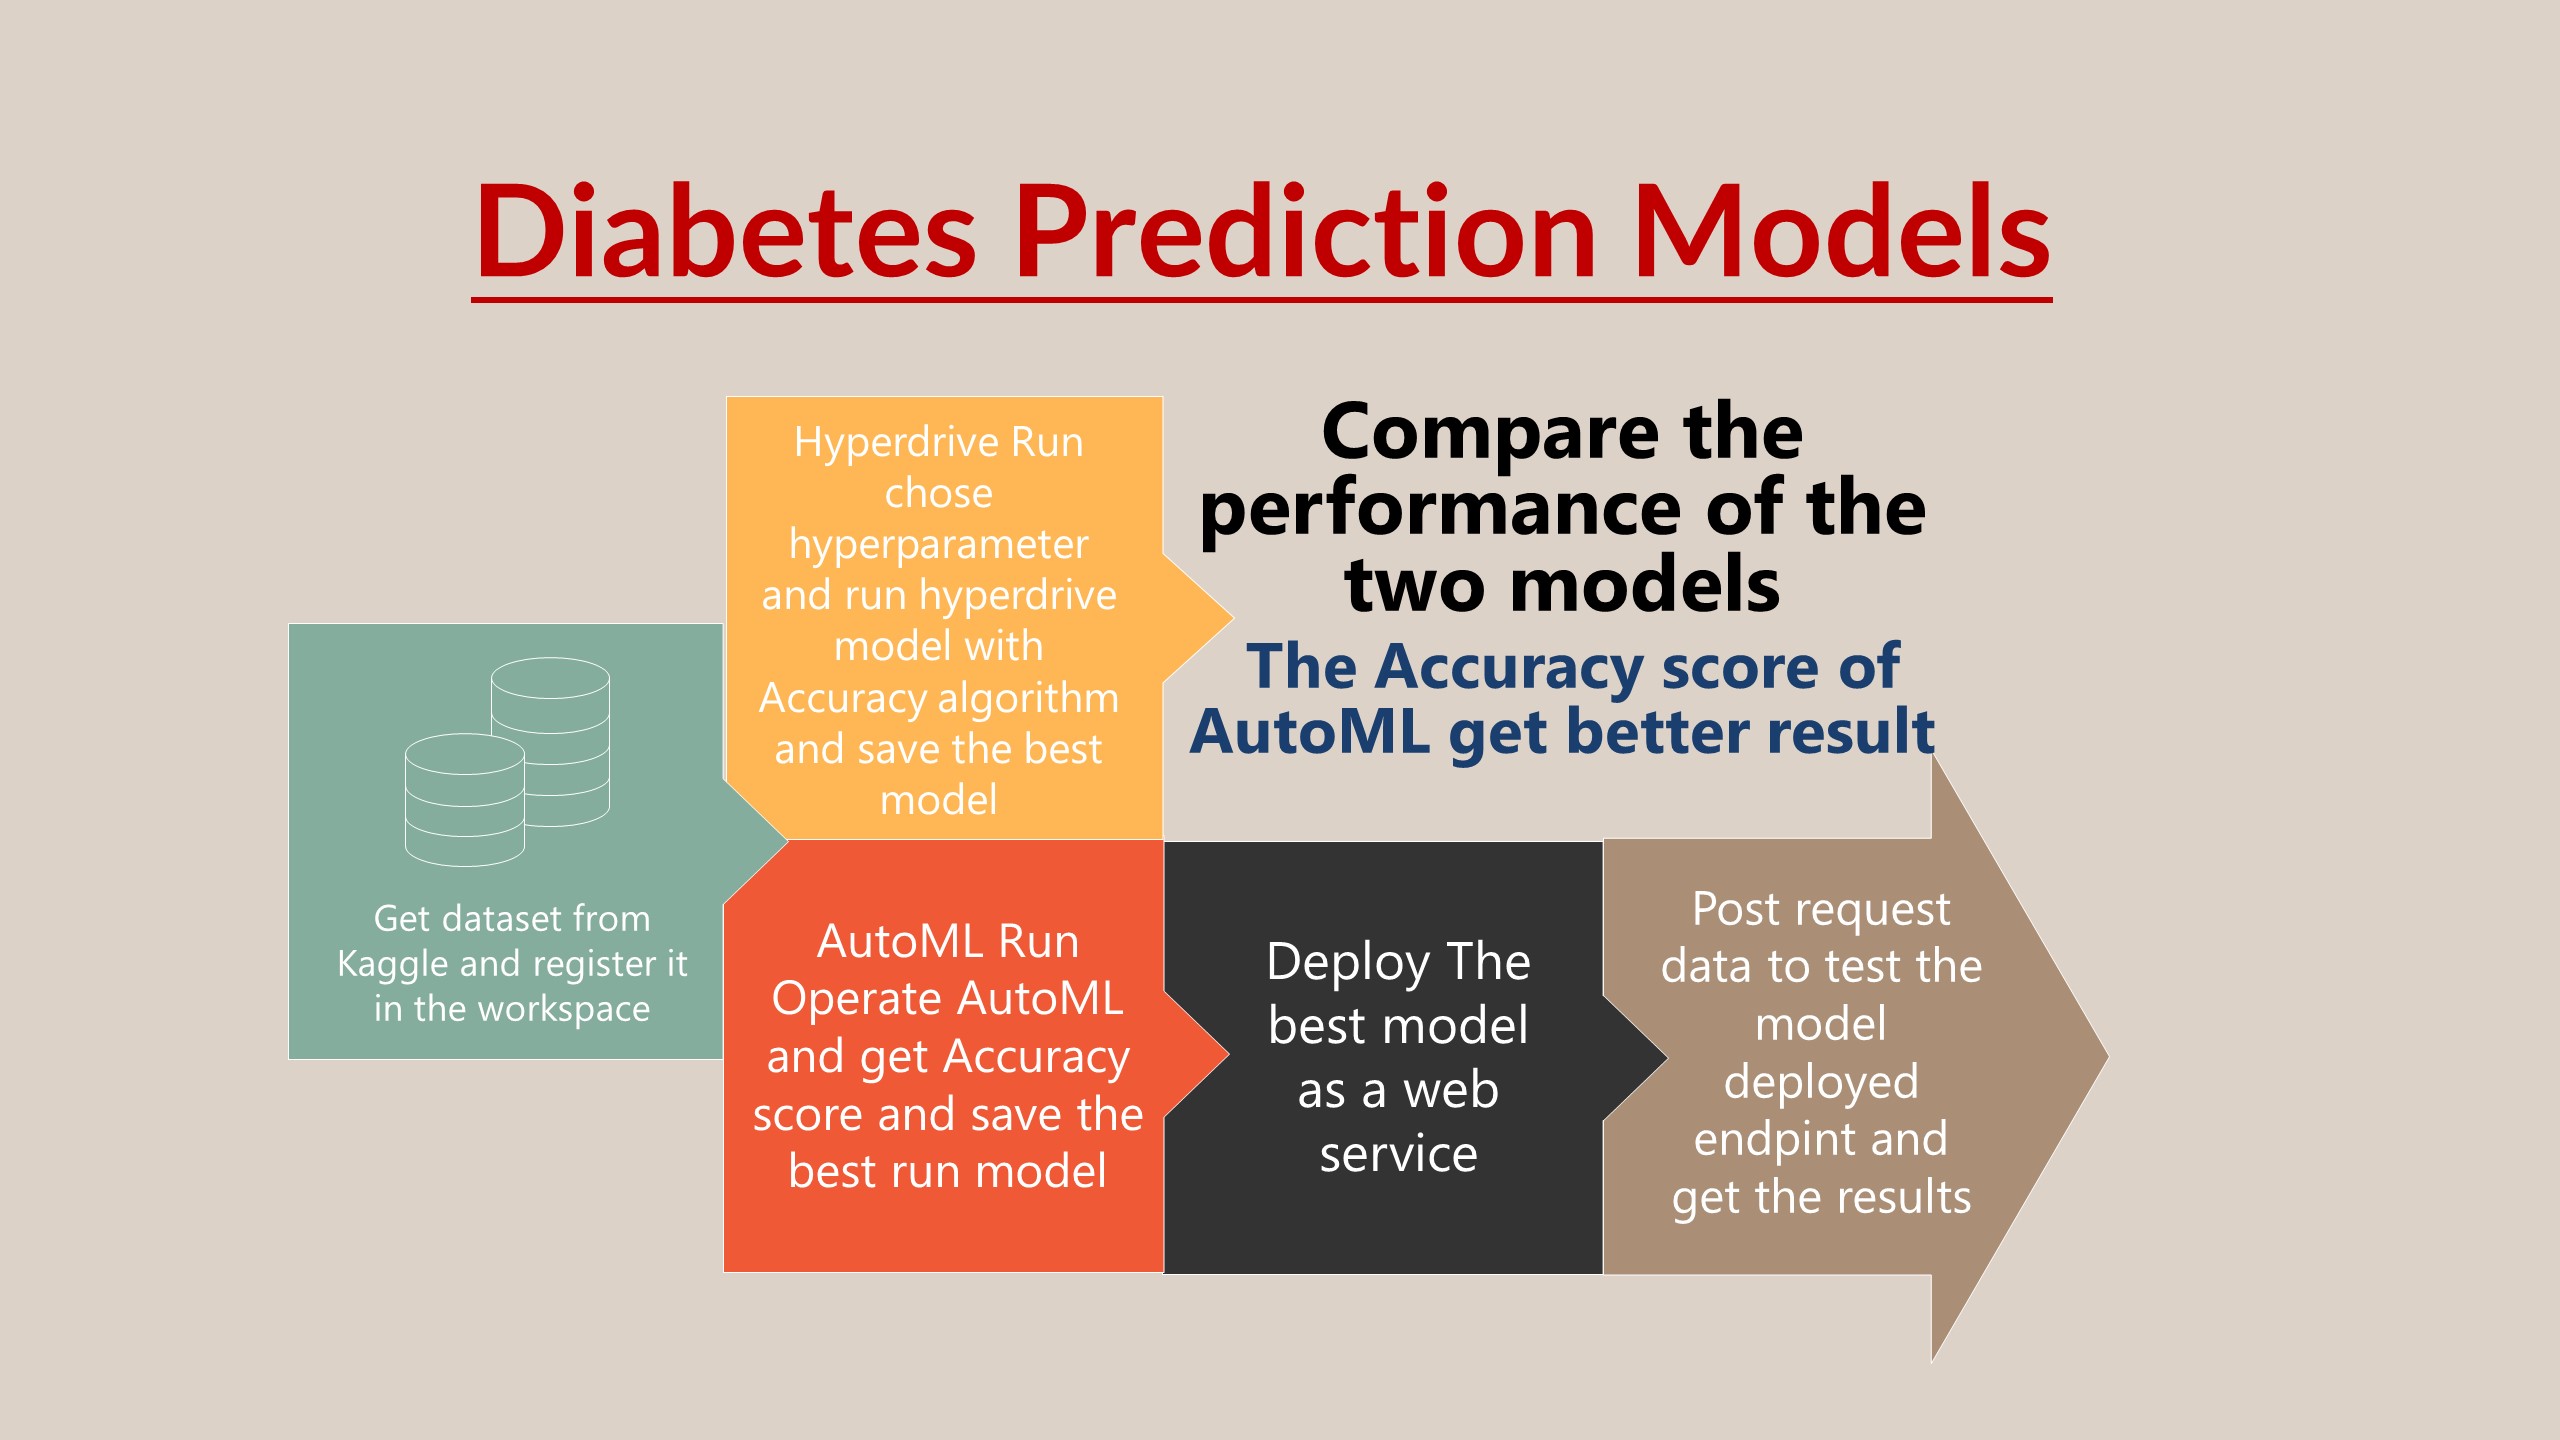 Diabetes Prediction Models
Get dataset from
Kaggle and register it
in the workspace
Hyperdrive Run
chose
hyperparameter
and run hyperdrive
model with
Accuracy algorithm
and save the best
model
Compare the
performance of the
two models
The Accuracy score of
AutoML get better result
AutoML Run
Operate AutoML
and get Accuracy
score and save the
best run model
Deploy The
best model
as a web
service
Post request
data to test the
model
deployed
endpint and
get the results